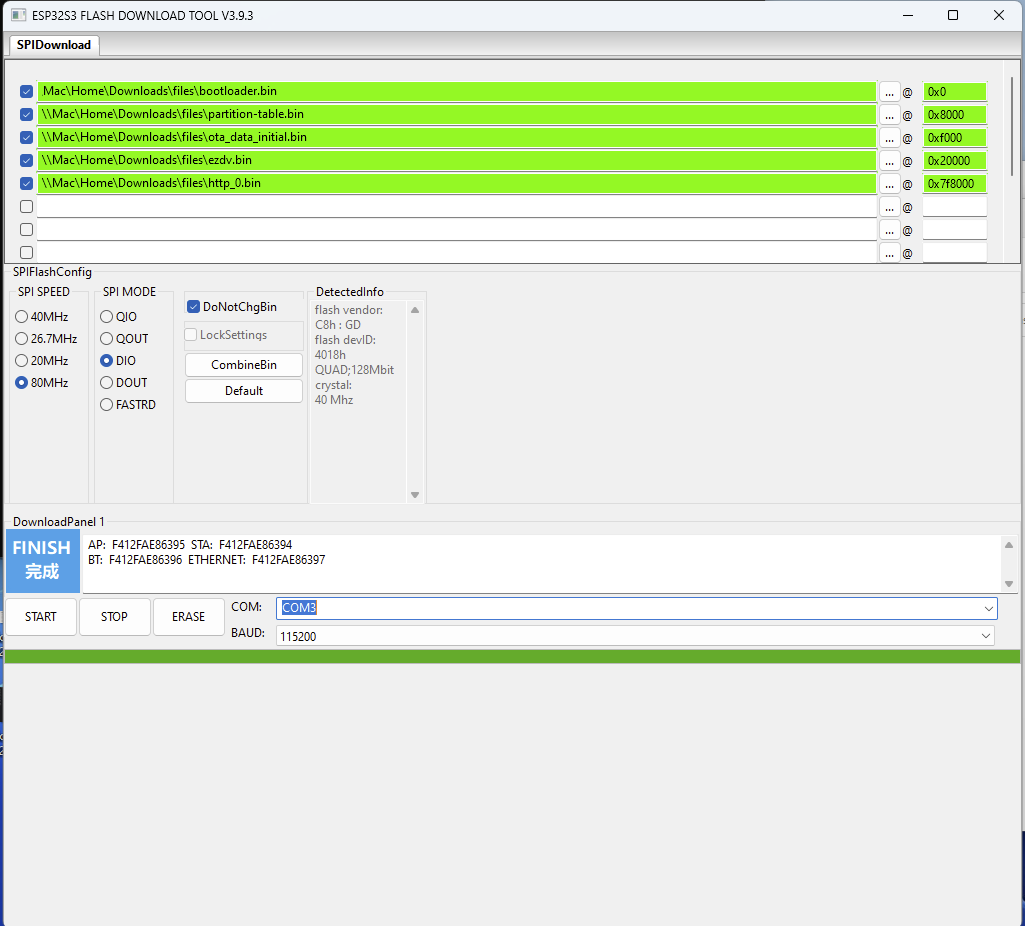 ESP32S3 FLASH DOWNLOAD TOOL V3.9.3
SPIDownload
Mac\Home\Downloads\files\bootloader.bin ... @ 0x0
\\Mac\Home\Downloads\files\partition-table.bin ... @ 0x8000
\\Mac\Home\Downloads\files\ota_data_initial.bin ... @ 0xf000
\\Mac\Home\Downloads\files\ezdv.bin ... @ 0x20000
\\Mac\Home\Downloads\files\http_0.bin ... @ 0x7f8000
... @
... @
... @
SPIFlashConfig
SPI SPEED
40MHz
26.7MHz
20MHz
80MHz
SPI MODE
QIO
QOUT
DIO
DOUT
FASTRD
DoNotChgBin
LockSettings
CombineBin
Default
DetectedInfo
flash vendor:
C8h : GD
flash devID:
4018h
QUAD;128Mbit
crystal:
40 Mhz
DownloadPanel 1
FINISH
完成
AP: F412FAE86395 STA: F412FAE86394
BT: F412FAE86396 ETHERNET: F412FAE86397
START
STOP
ERASE
COM: COM3
BAUD: 115200